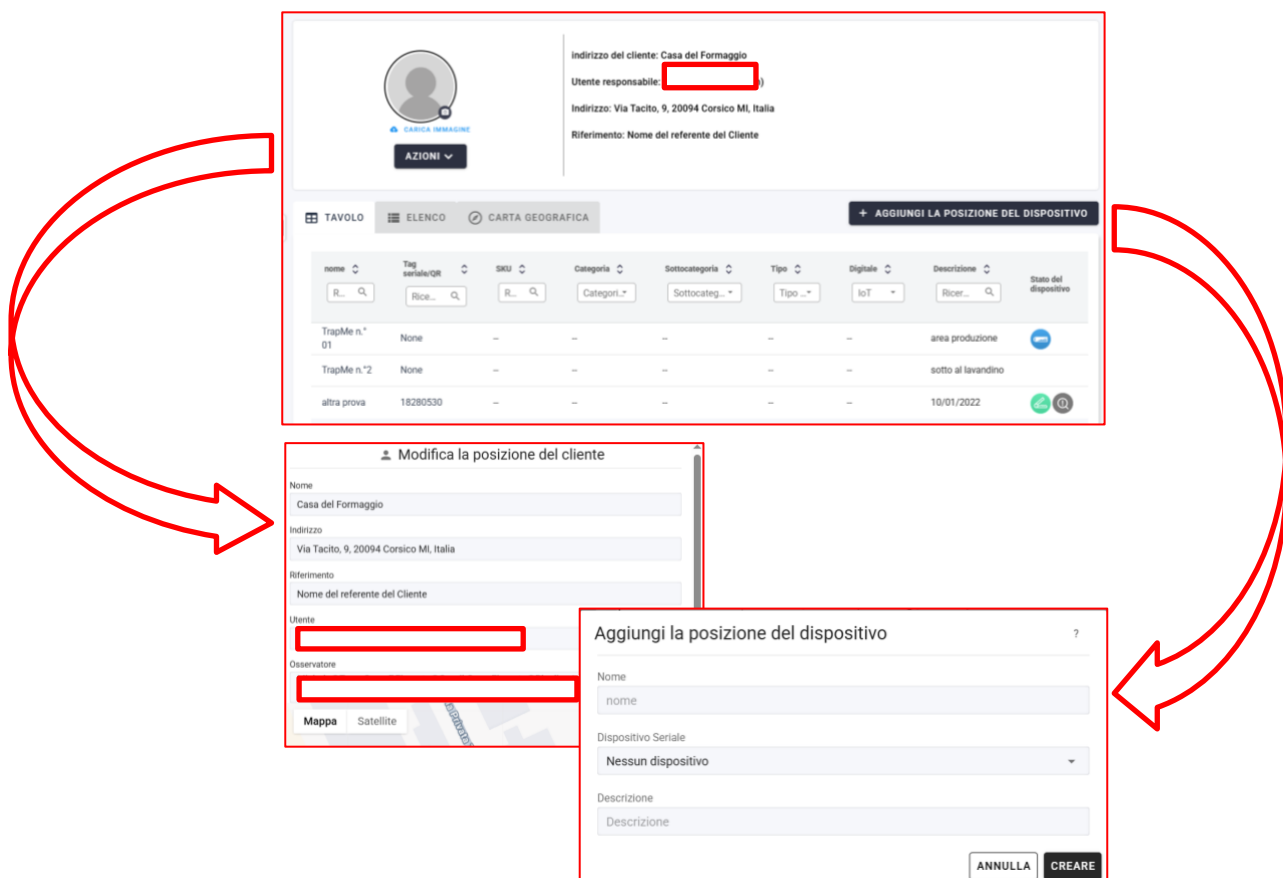 indirizzo del cliente: Casa del Formaggio
Utente responsabile: )
Indirizzo: Via Tacito, 9, 20094 Corsico MI, Italia
Riferimento: Nome del referente del Cliente
CARICA IMMAGINE
AZIONI
TAVOLO ELENCO CARTA GEOGRAFICA + AGGIUNGI LA POSIZIONE DEL DISPOSITIVO
nome Tag seriale/QR SKU Categoria Sottocategoria Tipo Digitale Descrizione Stato del dispositivo
R... Rice... R... Categori... Sottocateg... Tipo ... IoT Ricer...
TrapMe n.° 01 None -- -- -- -- -- area produzione
TrapMe n.°2 None -- -- -- -- -- sotto al lavandino
altra prova 18280530 -- -- -- -- -- 10/01/2022
Modifica la posizione del cliente
Nome
Casa del Formaggio
Indirizzo
Via Tacito, 9, 20094 Corsico MI, Italia
Riferimento
Nome del referente del Cliente
Utente
Osservatore
Mappa Satellite
Aggiungi la posizione del dispositivo ?
Nome
nome
Dispositivo Seriale
Nessun dispositivo
Descrizione
Descrizione
ANNULLA CREARE